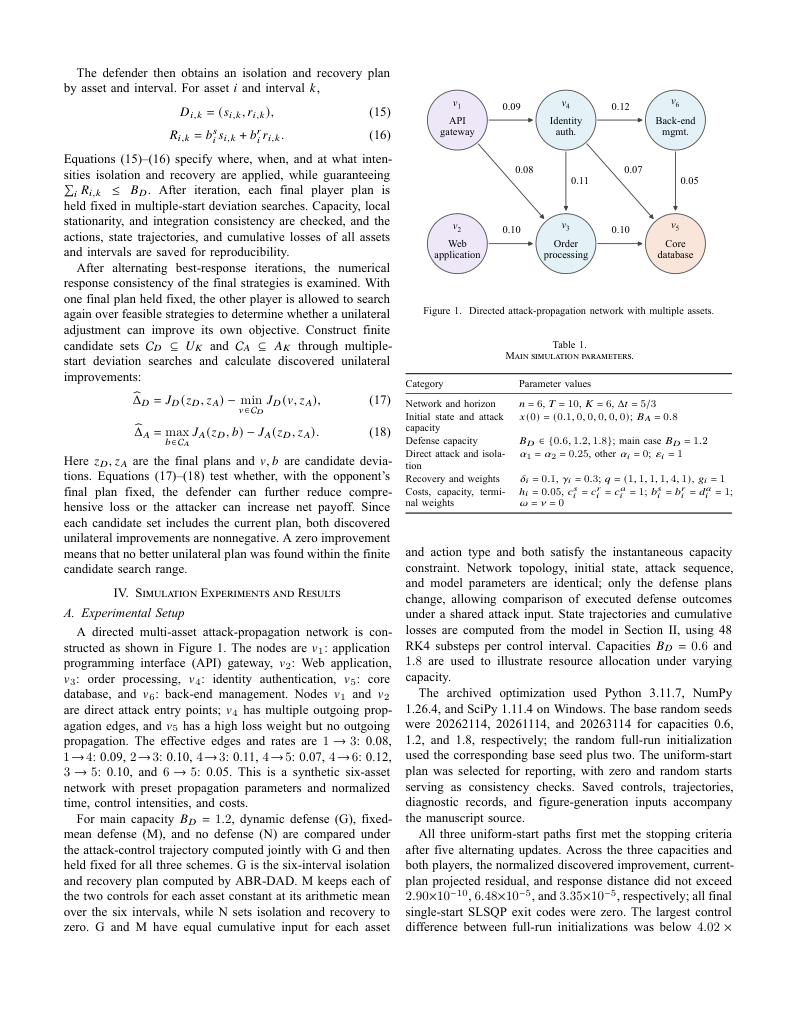 The defender then obtains an isolation and recovery plan
by asset and interval. For asset i and interval k,
D_{i,k} = (s_{i,k}, r_{i,k}), (15)
R_{i,k} = b_i^s s_{i,k} + b_i^r r_{i,k}. (16)
Equations (15)–(16) specify where, when, and at what inten-
sities isolation and recovery are applied, while guaranteeing
∑_i R_{i,k} ≤ B_D. After iteration, each final player plan is
held fixed in multiple-start deviation searches. Capacity, local
stationarity, and integration consistency are checked, and the
actions, state trajectories, and cumulative losses of all assets
and intervals are saved for reproducibility.
After alternating best-response iterations, the numerical
response consistency of the final strategies is examined. With
one final plan held fixed, the other player is allowed to search
again over feasible strategies to determine whether a unilateral
adjustment can improve its own objective. Construct finite
candidate sets C_D ⊆ U_K and C_A ⊆ A_K through multiple-
start deviation searches and calculate discovered unilateral
improvements:
Δ̂_D = J_D(z_D, z_A) − min_{v∈C_D} J_D(v, z_A), (17)
Δ̂_A = max_{b∈C_A} J_A(z_D, b) − J_A(z_D, z_A). (18)
Here z_D, z_A are the final plans and v, b are candidate devia-
tions. Equations (17)–(18) test whether, with the opponent's
final plan fixed, the defender can further reduce compre-
hensive loss or the attacker can increase net payoff. Since
each candidate set includes the current plan, both discovered
unilateral improvements are nonnegative. A zero improvement
means that no better unilateral plan was found within the finite
candidate search range.
IV. Simulation Experiments and Results
A. Experimental Setup
A directed multi-asset attack-propagation network is con-
structed as shown in Figure 1. The nodes are v_1: application
programming interface (API) gateway, v_2: Web application,
v_3: order processing, v_4: identity authentication, v_5: core
database, and v_6: back-end management. Nodes v_1 and v_2
are direct attack entry points; v_4 has multiple outgoing prop-
agation edges, and v_5 has a high loss weight but no outgoing
propagation. The effective edges and rates are 1 → 3: 0.08,
1→4: 0.09, 2→3: 0.10, 4→3: 0.11, 4→5: 0.07, 4→6: 0.12,
3 → 5: 0.10, and 6 → 5: 0.05. This is a synthetic six-asset
network with preset propagation parameters and normalized
time, control intensities, and costs.
For main capacity B_D = 1.2, dynamic defense (G), fixed-
mean defense (M), and no defense (N) are compared under
the attack-control trajectory computed jointly with G and then
held fixed for all three schemes. G is the six-interval isolation
and recovery plan computed by ABR-DAD. M keeps each of
the two controls for each asset constant at its arithmetic mean
over the six intervals, while N sets isolation and recovery to
zero. G and M have equal cumulative input for each asset
v_1
API
gateway
0.09
v_4
Identity
auth.
0.12
v_6
Back-end
mgmt.
0.08
0.11
0.07
0.05
v_2
Web
application
0.10
v_3
Order
processing
0.10
v_5
Core
database
Figure 1. Directed attack-propagation network with multiple assets.
Table 1.
Main simulation parameters.
Category Parameter values
Network and horizon n = 6, T = 10, K = 6, Δt = 5/3
Initial state and attack x(0) = (0.1, 0, 0, 0, 0, 0); B_A = 0.8
capacity
Defense capacity B_D ∈ {0.6, 1.2, 1.8}; main case B_D = 1.2
Direct attack and isola- α_1 = α_2 = 0.25, other α_i = 0; ε_i = 1
tion
Recovery and weights δ_i = 0.1, γ_i = 0.3; q = (1, 1, 1, 1, 4, 1), g_i = 1
Costs, capacity, termi- h_i = 0.05, c_i^s = c_i^r = c_i^a = 1; b_i^s = b_i^r = d_i^a = 1;
nal weights ω = ν = 0
and action type and both satisfy the instantaneous capacity
constraint. Network topology, initial state, attack sequence,
and model parameters are identical; only the defense plans
change, allowing comparison of executed defense outcomes
under a shared attack input. State trajectories and cumulative
losses are computed from the model in Section II, using 48
RK4 substeps per control interval. Capacities B_D = 0.6 and
1.8 are used to illustrate resource allocation under varying
capacity.
The archived optimization used Python 3.11.7, NumPy
1.26.4, and SciPy 1.11.4 on Windows. The base random seeds
were 20262114, 20261114, and 20263114 for capacities 0.6,
1.2, and 1.8, respectively; the random full-run initialization
used the corresponding base seed plus two. The uniform-start
plan was selected for reporting, with zero and random starts
serving as consistency checks. Saved controls, trajectories,
diagnostic records, and figure-generation inputs accompany
the manuscript source.
All three uniform-start paths first met the stopping criteria
after five alternating updates. Across the three capacities and
both players, the normalized discovered improvement, current-
plan projected residual, and response distance did not exceed
2.90×10^{−10}, 6.48×10^{−5}, and 3.35×10^{−5}, respectively; all final
single-start SLSQP exit codes were zero. The largest control
difference between full-run initializations was below 4.02 ×